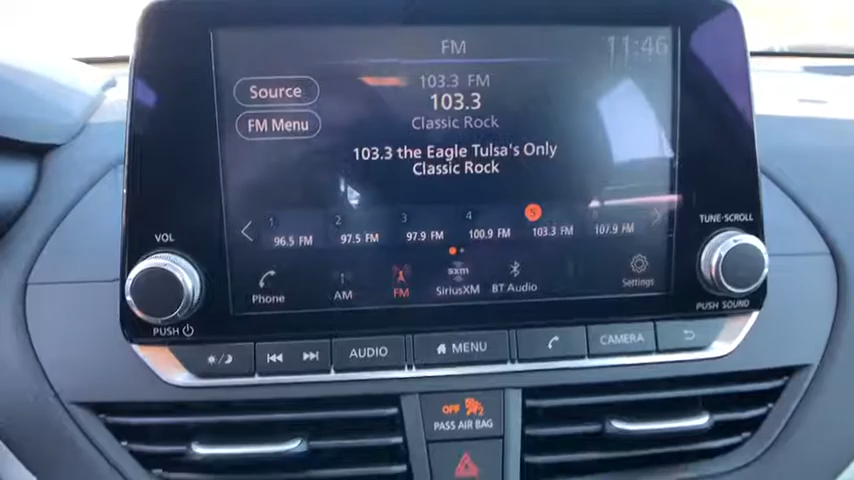 FM
11:46
Source
FM Menu
103.3 FM
103.3
Classic Rock
103.3 the Eagle Tulsa's Only
Classic Rock
1 2 3 4 5 6
96.5 FM 97.5 FM 97.9 FM 100.9 FM 103.3 FM 107.9 FM
Phone AM FM SiriusXM BT Audio Settings
sxm
VOL
PUSH
TUNE·SCROLL
PUSH SOUND
AUDIO MENU CAMERA
OFF
PASS AIR BAG